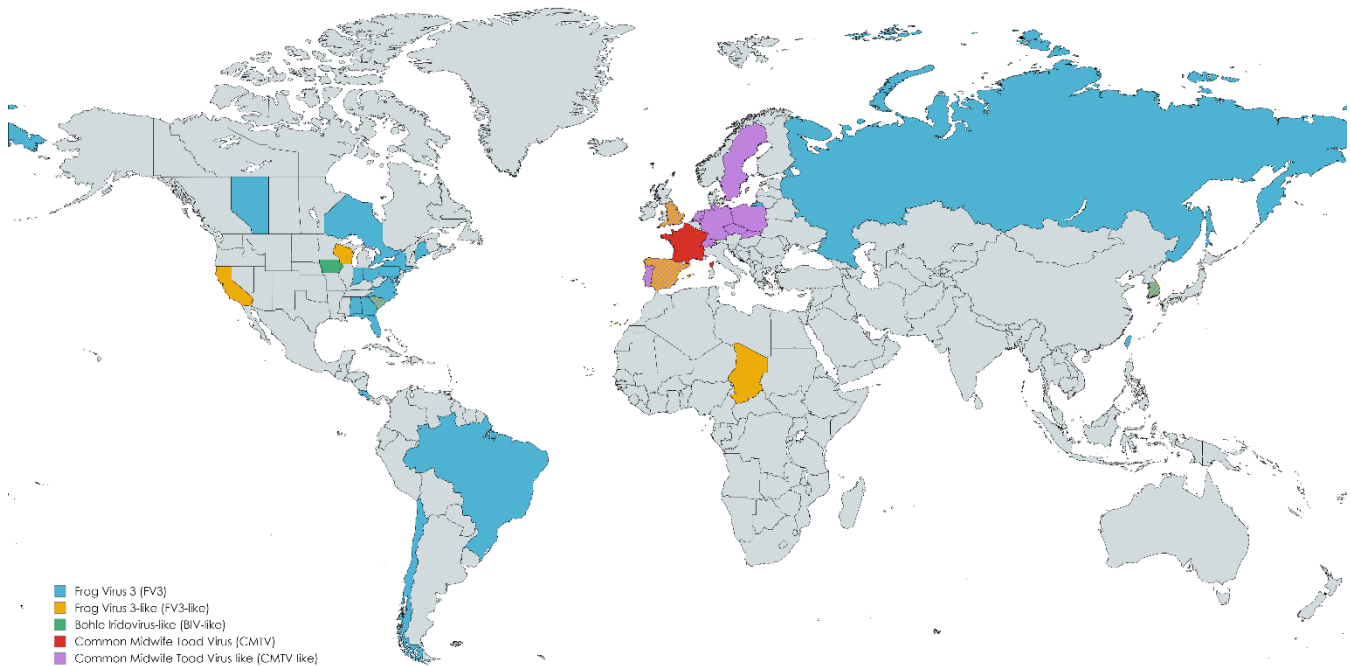 Frog Virus 3 (FV3)
Frog Virus 3-like (FV3-like)
Bohle Iridovirus-like (BIV-like)
Common Midwife Toad Virus (CMTV)
Common Midwife Toad Virus like (CMTV like)